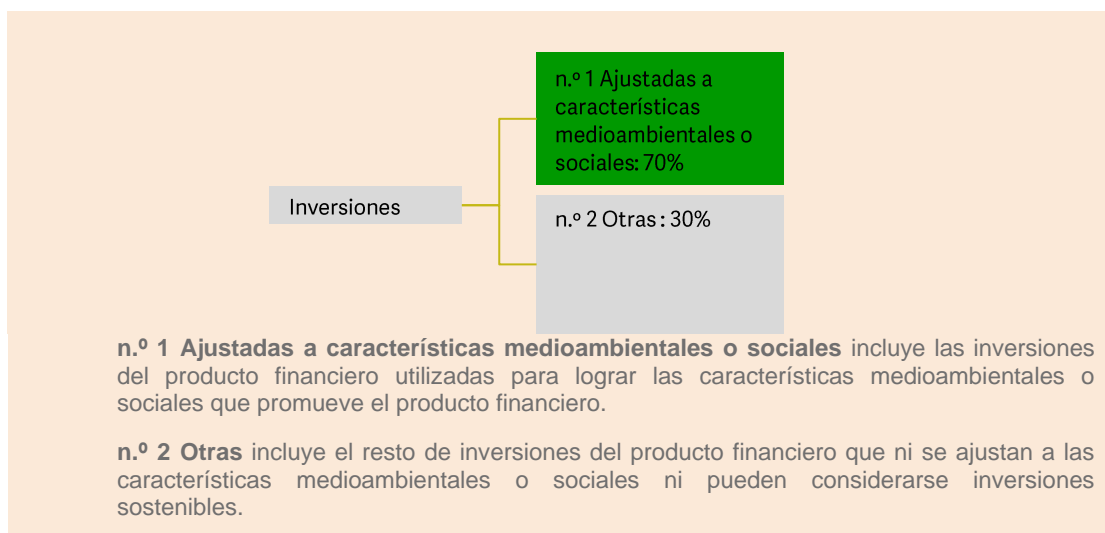 n.º 1 Ajustadas a
características
medioambientales o
sociales: 70%
Inversiones
n.º 2 Otras : 30%
n.º 1 Ajustadas a características medioambientales o sociales incluye las inversiones
del producto financiero utilizadas para lograr las características medioambientales o
sociales que promueve el producto financiero.
n.º 2 Otras incluye el resto de inversiones del producto financiero que ni se ajustan a las
características medioambientales o sociales ni pueden considerarse inversiones
sostenibles.